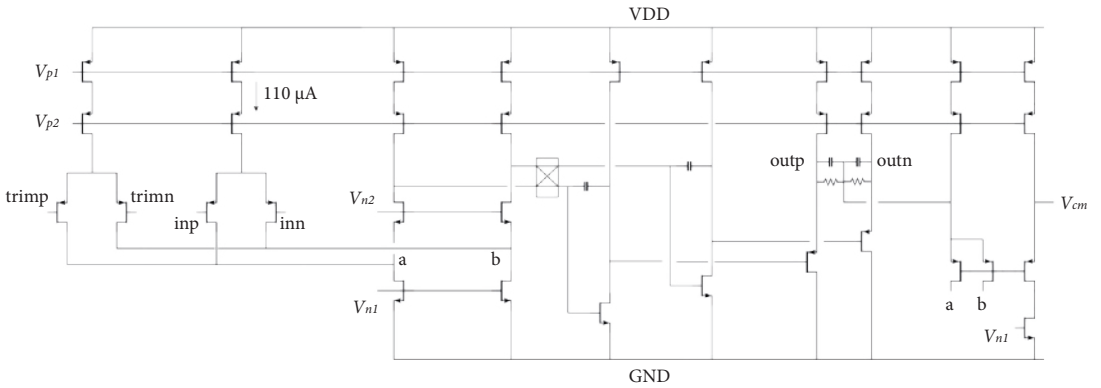 VDD
Vp1
110 µA
Vp2
outp outn
trimp trimn
inp inn
Vn2
Vcm
a b
a b
Vn1
Vn1
GND